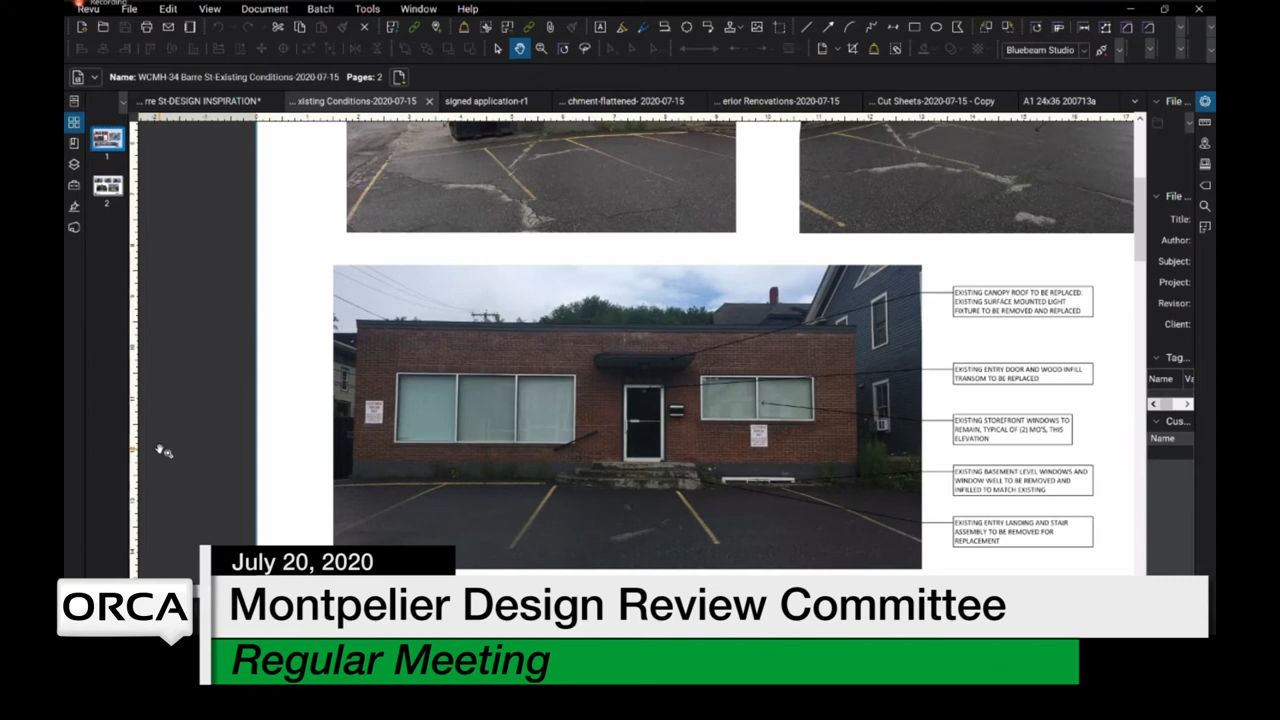 Recording
Revu File Edit View Document Batch Tools Window Help
Bluebeam Studio
Name: WCMH-34 Barre St-Existing Conditions-2020-07-15 Pages: 2
... rre St-DESIGN INSPIRATION* ... xisting Conditions-2020-07-15 signed application-r1 ... chment-flattened- 2020-07-15 ... erior Renovations-2020-07-15 ... Cut Sheets-2020-07-15 - Copy A1 24x36 200713a File ...
1
2
File ...
Title:
Author:
Subject:
Project:
Revisor:
Client:
Tag...
Name Va
Cus...
Name
EXISTING CANOPY ROOF TO BE REPLACED.
EXISTING SURFACE MOUNTED LIGHT
FIXTURE TO BE REMOVED AND REPLACED
EXISTING ENTRY DOOR AND WOOD INFILL
TRANSOM TO BE REPLACED
EXISTING STOREFRONT WINDOWS TO
REMAIN, TYPICAL OF (2) MO'S, THIS
ELEVATION
EXISTING BASEMENT LEVEL WINDOWS AND
WINDOW WELL TO BE REMOVED AND
INFILLED TO MATCH EXISTING
EXISTING ENTRY LANDING AND STAIR
ASSEMBLY TO BE REMOVED FOR
REPLACEMENT
July 20, 2020
ORCA
Montpelier Design Review Committee
Regular Meeting